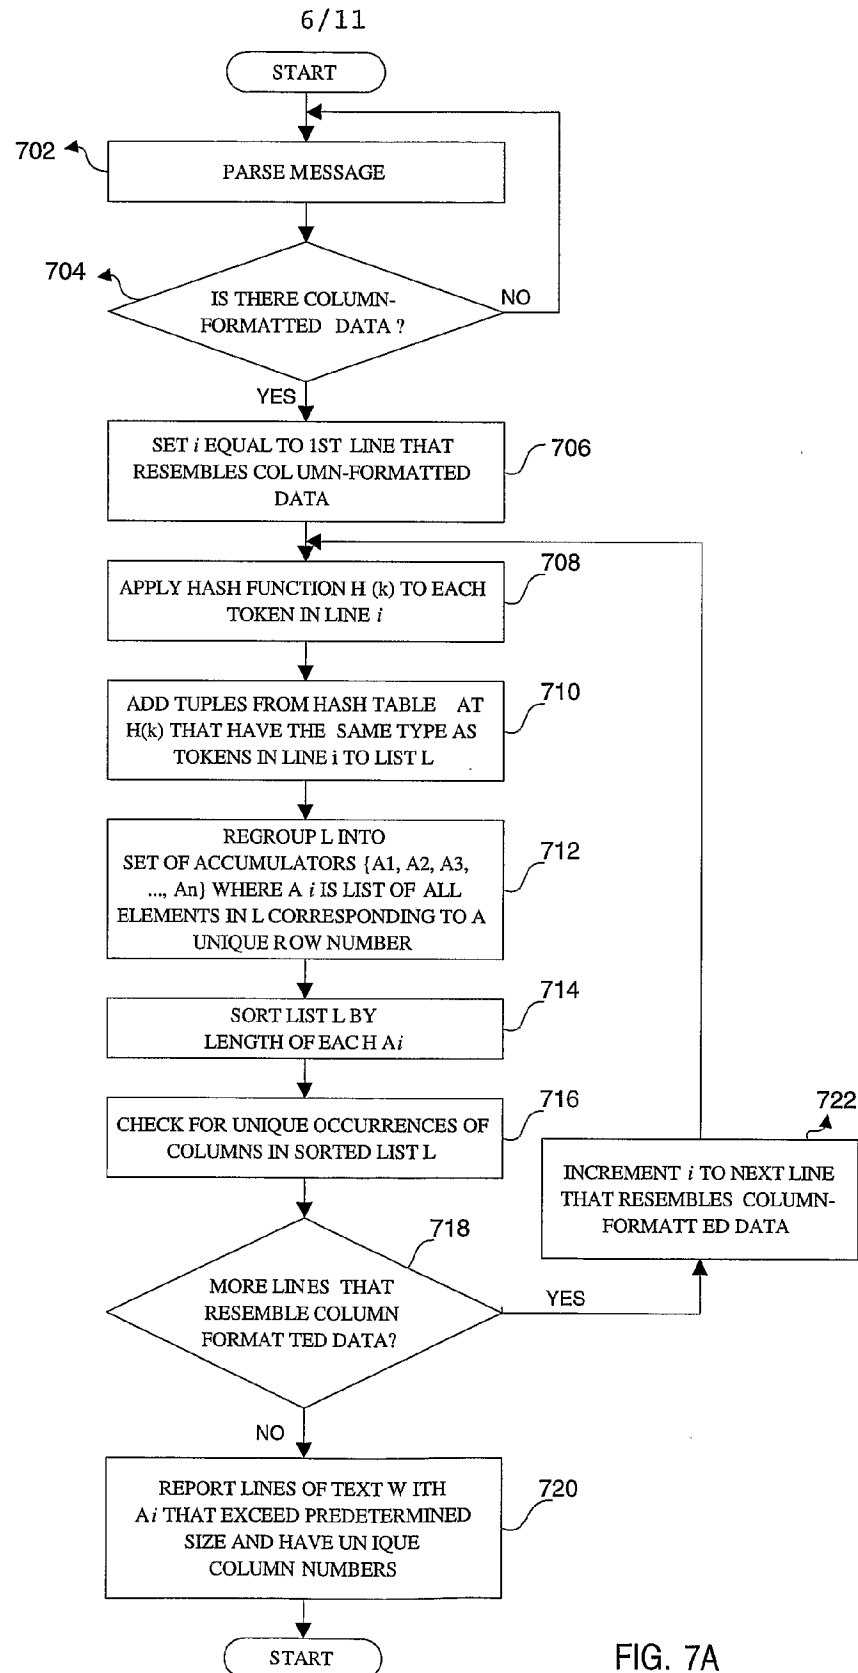 6/11
START
702
PARSE MESSAGE
704
IS THERE COLUMN-
FORMATTED DATA ?
NO
YES
SET i EQUAL TO 1ST LINE THAT
RESEMBLES COL UMN-FORMATTED
DATA
706
APPLY HASH FUNCTION H (k) TO EACH
TOKEN IN LINE i
708
ADD TUPLES FROM HASH TABLE AT
H(k) THAT HAVE THE SAME TYPE AS
TOKENS IN LINE i TO LIST L
710
REGROUP L INTO
SET OF ACCUMULATORS {A1, A2, A3,
..., An} WHERE A i IS LIST OF ALL
ELEMENTS IN L CORRESPONDING TO A
UNIQUE ROW NUMBER
712
SORT LIST L BY
LENGTH OF EAC H A i
714
CHECK FOR UNIQUE OCCURRENCES OF
COLUMNS IN SORTED LIST L
716
722
INCREMENT i TO NEXT LINE
THAT RESEMBLES COLUMN-
FORMATT ED DATA
718
MORE LINES THAT
RESEMBLE COLUMN
FORMAT TED DATA?
YES
NO
REPORT LINES OF TEXT W ITH
A i THAT EXCEED PREDETERMINED
SIZE AND HAVE UN IQUE
COLUMN NUMBERS
720
START
FIG. 7A